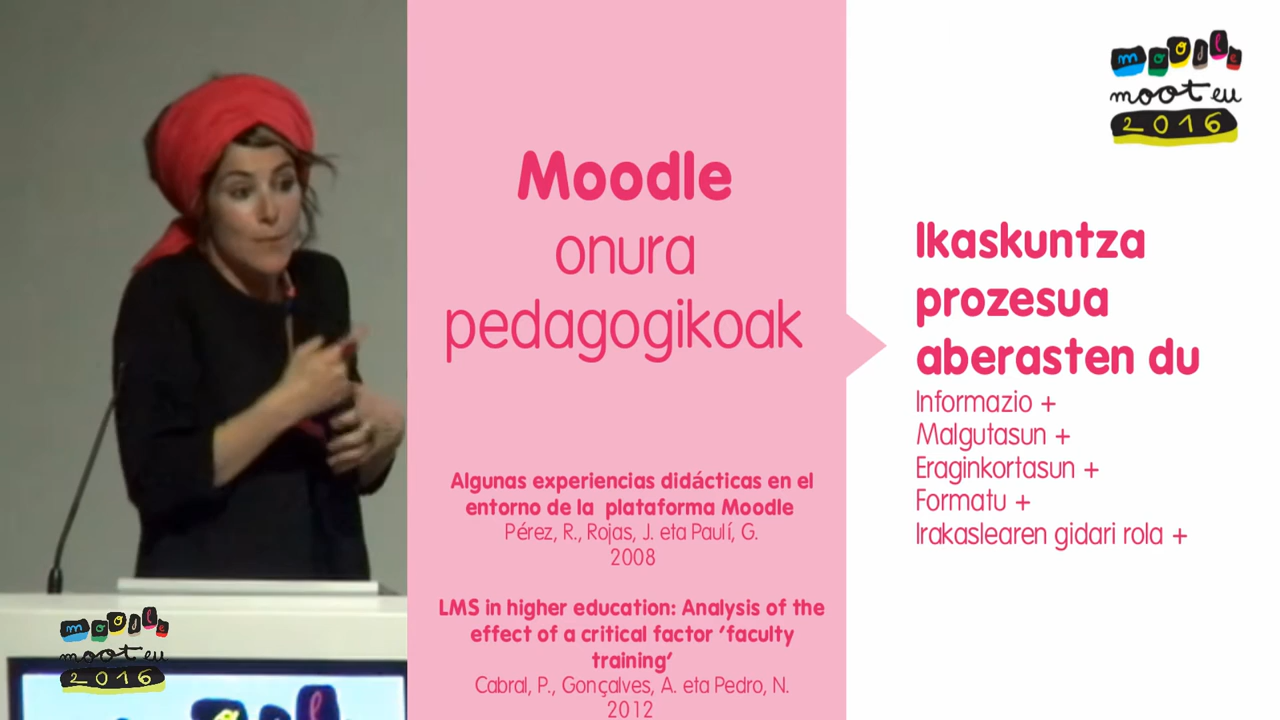 Moodle
onura
pedagogikoak
Algunas experiencias didácticas en el
entorno de la plataforma Moodle
Pérez, R., Rojas, J. eta Paulí, G.
2008
LMS in higher education: Analysis of the
effect of a critical factor ‘faculty
training’
Cabral, P., Gonçalves, A. eta Pedro, N.
2012
moodle
moot eu
2016
Ikaskuntza
prozesua
aberasten du
Informazio +
Malgutasun +
Eraginkortasun +
Formatu +
Irakaslearen gidari rola +
moodle
moot eu
2016